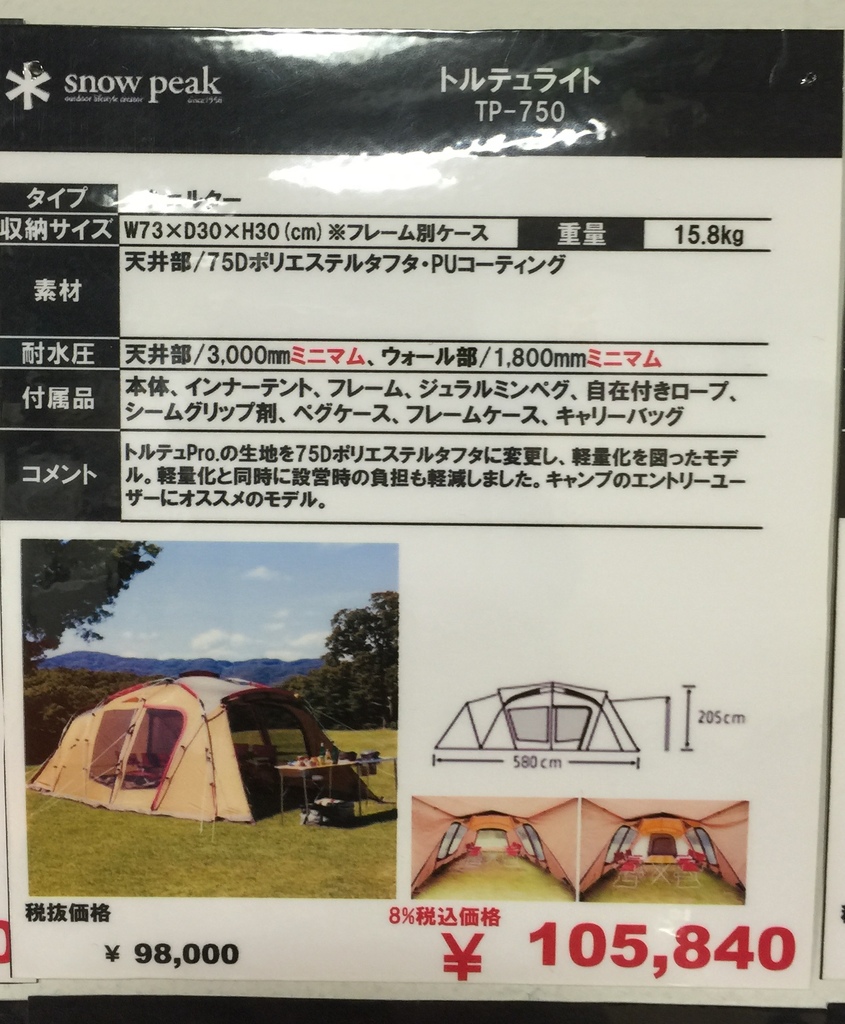 snow peak
outdoor lifestyle creator since1958
トルテュライト
TP-750
タイプ
収納サイズ W73×D30×H30(cm)※フレーム別ケース 重量 15.8kg
素材 天井部/75Dポリエステルタフタ・PUコーティング
耐水圧 天井部/3,000mmミニマム、ウォール部/1,800mmミニマム
付属品 本体、インナーテント、フレーム、ジュラルミンペグ、自在付きロープ、
シームグリップ剤、ペグケース、フレームケース、キャリーバッグ
コメント トルテュPro.の生地を75Dポリエステルタフタに変更し、軽量化を図ったモデ
ル。軽量化と同時に設営時の負担も軽減しました。キャンプのエントリーユー
ザーにオススメのモデル。
205cm
580cm
税抜価格
¥ 98,000
8%税込価格
¥ 105,840